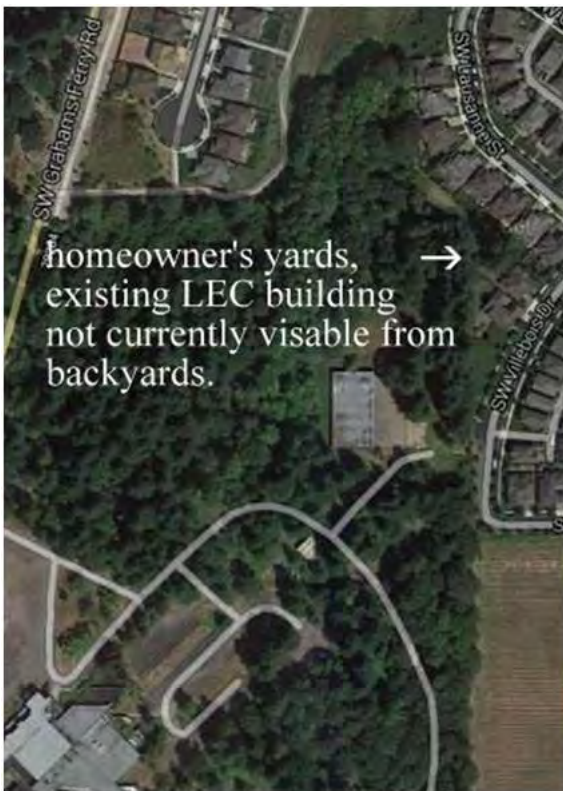 SW Grahams Ferry Rd
homeowner's yards, →
existing LEC building
not currently visable from
backyards.
SW Villebois Dr